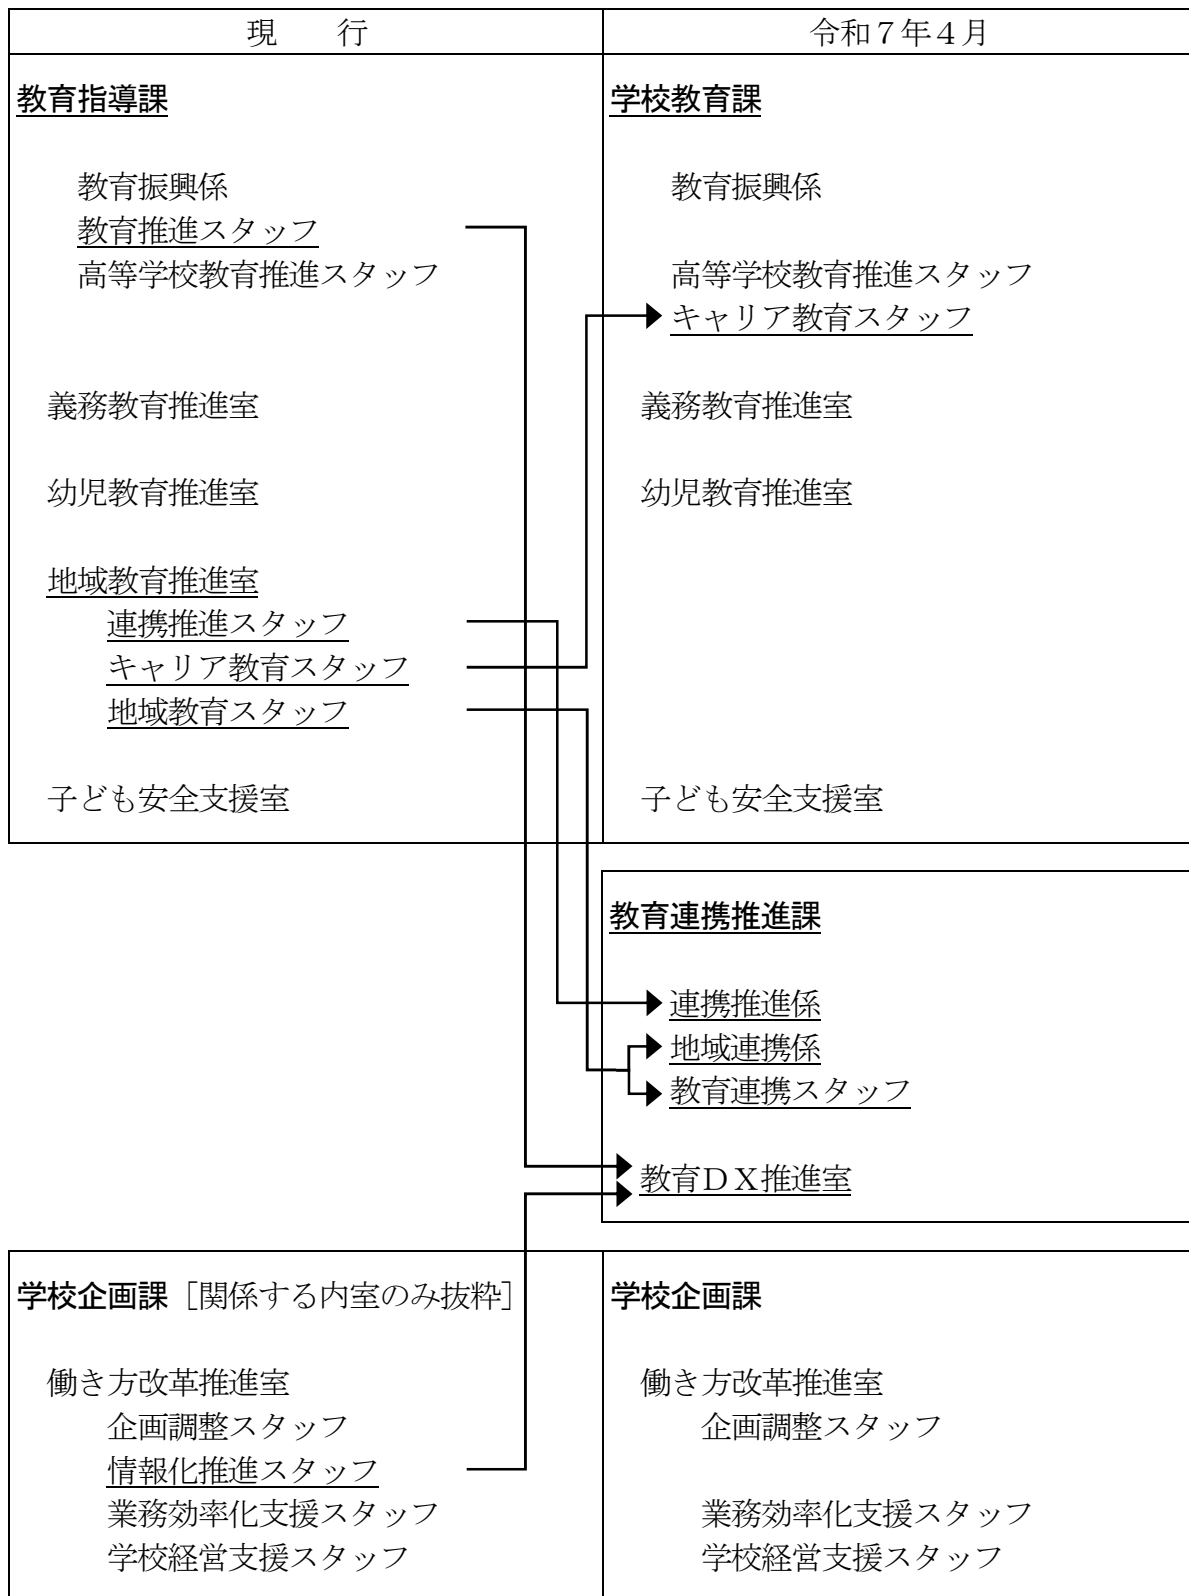 現　　行
令和７年４月
教育指導課
教育振興係
教育推進スタッフ
高等学校教育推進スタッフ
義務教育推進室
幼児教育推進室
地域教育推進室
連携推進スタッフ
キャリア教育スタッフ
地域教育スタッフ
子ども安全支援室
学校教育課
教育振興係
高等学校教育推進スタッフ
キャリア教育スタッフ
義務教育推進室
幼児教育推進室
子ども安全支援室
教育連携推進課
連携推進係
地域連携係
教育連携スタッフ
教育ＤＸ推進室
学校企画課［関係する内室のみ抜粋］
働き方改革推進室
企画調整スタッフ
情報化推進スタッフ
業務効率化支援スタッフ
学校経営支援スタッフ
学校企画課
働き方改革推進室
企画調整スタッフ
業務効率化支援スタッフ
学校経営支援スタッフ